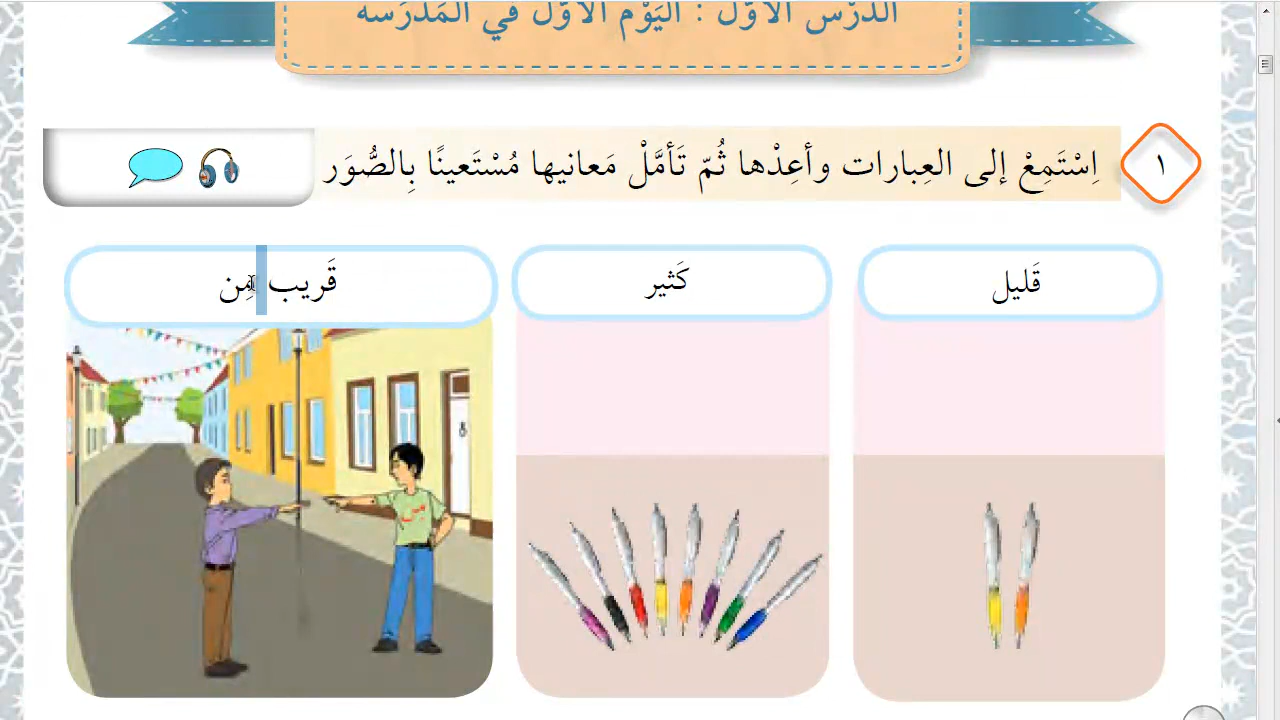 الدَّرْس الأوّل : اليَوْم الأوّل في المَدْرَسة
١ اِسْتَمِعْ إلى العِبارات وأعِدْها ثُمّ تَأمَّلْ مَعانيها مُسْتَعينًا بِالصُّوَر
قَليل
كَثير
قَريب مِن